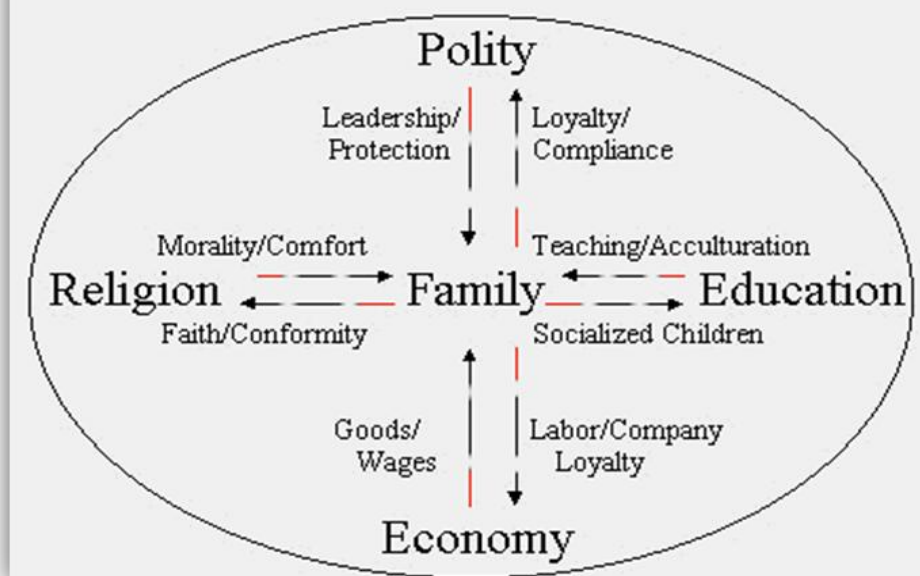 Polity
Leadership/
Protection
Loyalty/
Compliance
Morality/Comfort
Teaching/Acculturation
Religion
Family
Education
Faith/Conformity
Socialized Children
Goods/
Wages
Labor/Company
Loyalty
Economy